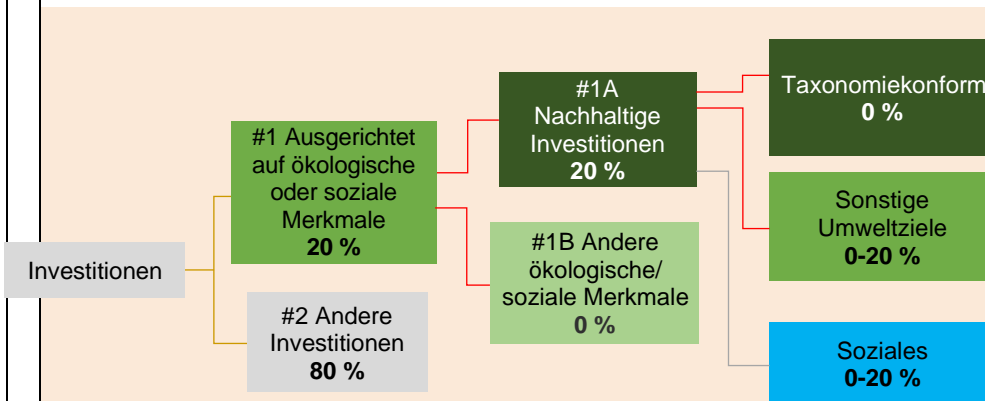 Investitionen
#1 Ausgerichtet
auf ökologische
oder soziale
Merkmale
20 %
#2 Andere
Investitionen
80 %
#1A
Nachhaltige
Investitionen
20 %
#1B Andere
ökologische/
soziale Merkmale
0 %
Taxonomiekonform
0 %
Sonstige
Umweltziele
0-20 %
Soziales
0-20 %